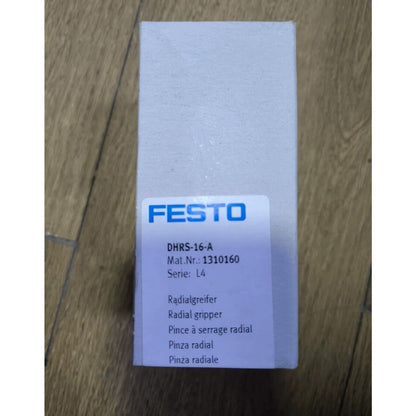 FESTO
DHRS-16-A
Mat.Nr.: 1310160
Serie: L4
Radialgreifer
Radial gripper
Pince à serrage radial
Pinza radial
Pinza radiale